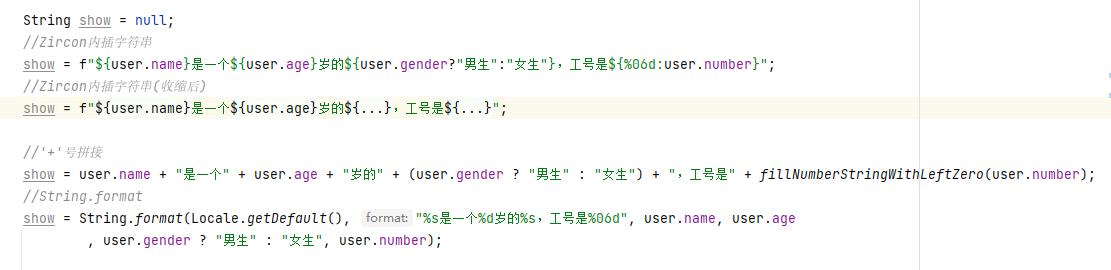 String show = null;
//Zircon内插字符串
show = f"${user.name}是一个${user.age}岁的${user.gender?"男生":"女生"},工号是${%06d:user.number}";
//Zircon内插字符串(收缩后)
show = f"${user.name}是一个${user.age}岁的${...},工号是${...}";
//'+'号拼接
show = user.name + "是一个" + user.age + "岁的" + (user.gender ? "男生" : "女生") + ",工号是" + fillNumberStringWithLeftZero(user.number);
//String.format
show = String.format(Locale.getDefault(), format: "%s是一个%d岁的%s,工号是%06d", user.name, user.age
, user.gender ? "男生" : "女生", user.number);